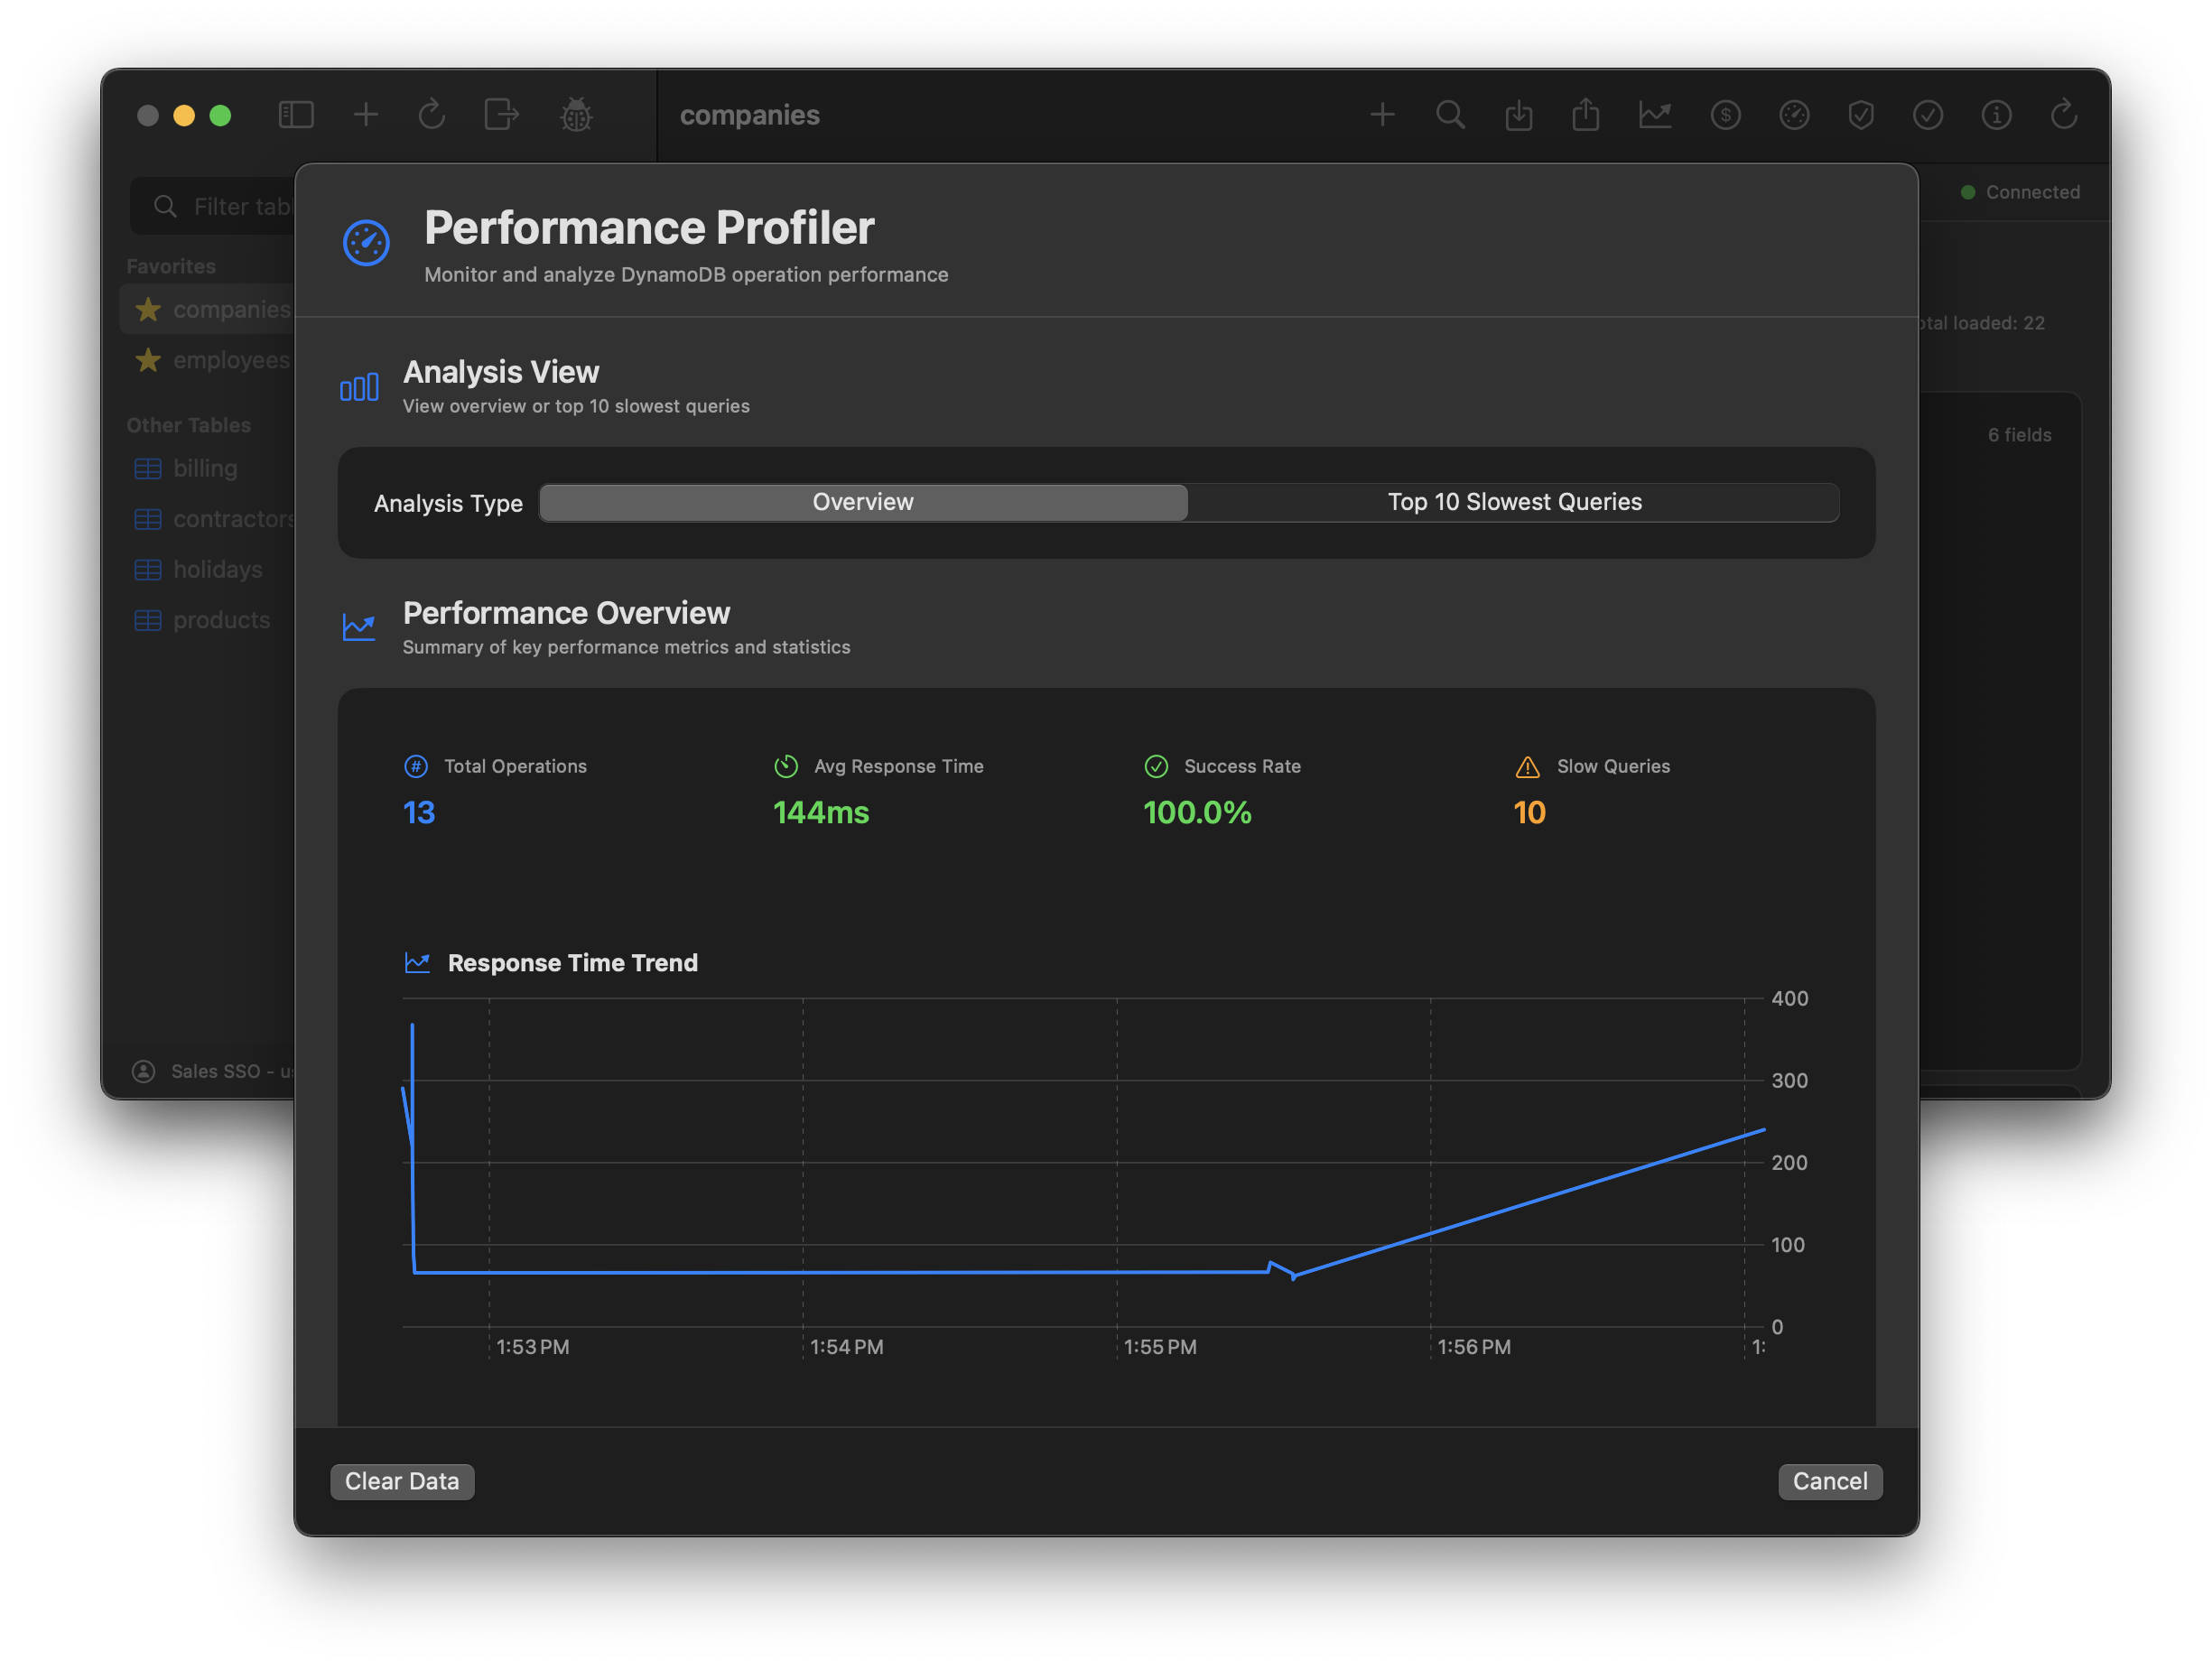 companies
Filter tabl
Connected
Favorites
companies
employees
Other Tables
billing
contractors
holidays
products
Sales SSO - us
otal loaded: 22
6 fields
Performance Profiler
Monitor and analyze DynamoDB operation performance
Analysis View
View overview or top 10 slowest queries
Analysis Type
Overview
Top 10 Slowest Queries
Performance Overview
Summary of key performance metrics and statistics
Total Operations
13
Avg Response Time
144ms
Success Rate
100.0%
Slow Queries
10
Response Time Trend
400
300
200
100
0
1:53 PM
1:54 PM
1:55 PM
1:56 PM
1:
Clear Data
Cancel